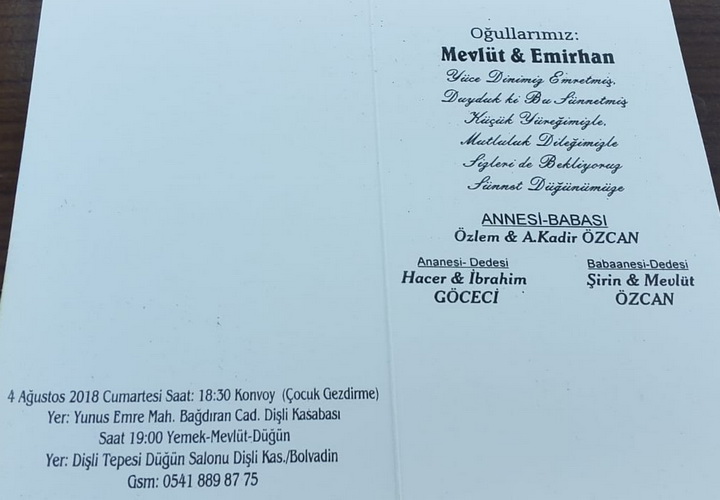 Oğullarımız:
Mevlüt & Emirhan
Yüce Dinimiz Emretmiş,
Duyduk ki Bu Sünnetmiş
Küçük Yüreğimizle,
Mutluluk Dileğimizle
Sizleri de Bekliyoruz
Sünnet Düğünümüze
ANNESİ-BABASI
Özlem & A.Kadir ÖZCAN
Ananesi- Dedesi
Hacer & İbrahim
GÖCECİ
Babaanesi-Dedesi
Şirin & Mevlüt
ÖZCAN
4 Ağustos 2018 Cumartesi Saat: 18:30 Konvoy (Çocuk Gezdirme)
Yer: Yunus Emre Mah. Bağdıran Cad. Dişli Kasabası
Saat 19:00 Yemek-Mevlüt-Düğün
Yer: Dişli Tepesi Düğün Salonu Dişli Kas./Bolvadin
Gsm: 0541 889 87 75